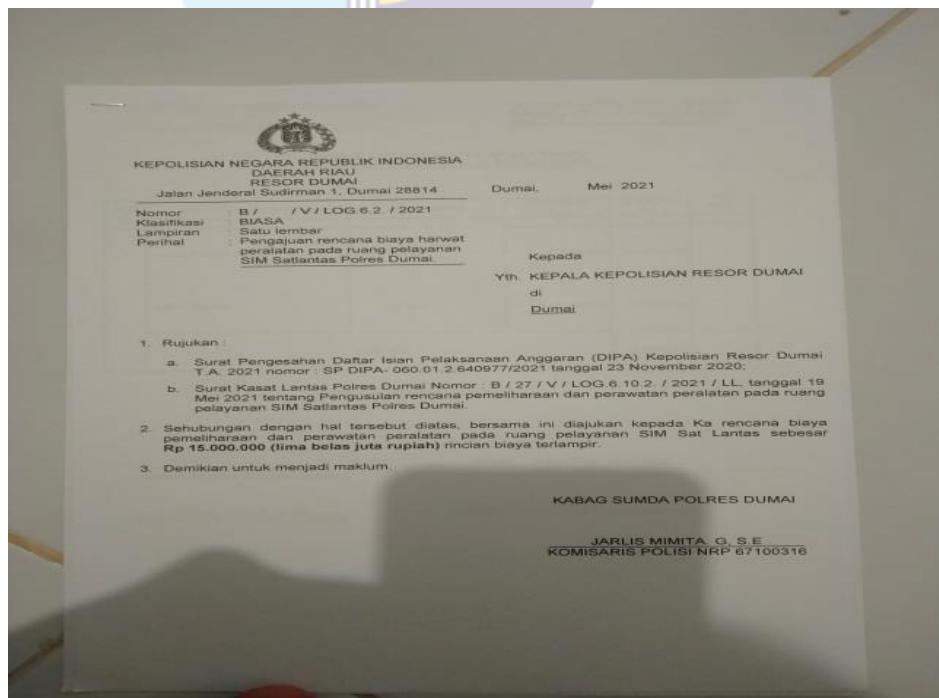 KEPOLISIAN NEGARA REPUBLIK INDONESIA
DAERAH RIAU
RESOR DUMAI
Jalan Jenderal Sudirman 1, Dumai 28814
Dumai, Mei 2021
Nomor : B / / V / LOG.6.2. / 2021
Klasifikasi : BIASA
Lampiran : Satu lembar
Perihal : Pengajuan rencana biaya harwat
peralatan pada ruang pelayanan
SIM Satlantas Polres Dumai.
Kepada
Yth. KEPALA KEPOLISIAN RESOR DUMAI
di
Dumai
1. Rujukan :
a. Surat Pengesahan Daftar Isian Pelaksanaan Anggaran (DIPA) Kepolisian Resor Dumai
T.A. 2021 nomor : SP DIPA- 060.01.2.640977/2021 tanggal 23 November 2020;
b. Surat Kasat Lantas Polres Dumai Nomor : B / 27 / V / LOG.6.10.2. / 2021 / LL, tanggal 19
Mei 2021 tentang Pengusulan rencana pemeliharaan dan perawatan peralatan pada ruang
pelayanan SIM Satlantas Polres Dumai.
2. Sehubungan dengan hal tersebut diatas, bersama ini diajukan kepada Ka rencana biaya
pemeliharaan dan perawatan peralatan pada ruang pelayanan SIM Sat Lantas sebesar
Rp 15.000.000 (lima belas juta rupiah) rincian biaya terlampir.
3. Demikian untuk menjadi maklum.
KABAG SUMDA POLRES DUMAI
JARLIS MIMITA. G, S.E
KOMISARIS POLISI NRP 67100316